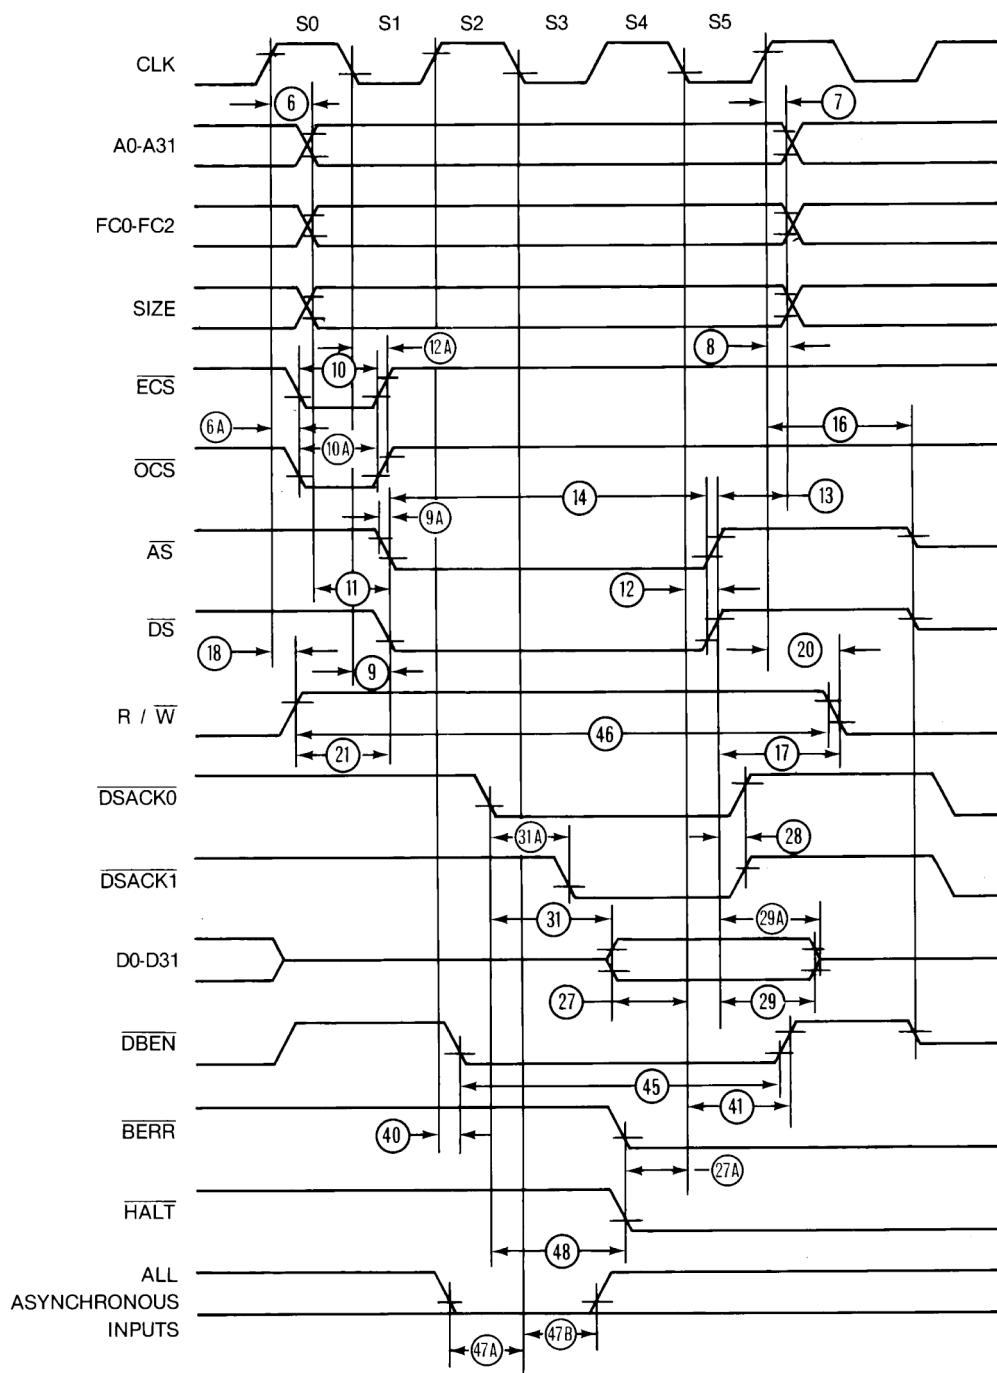 S0 S1 S2 S3 S4 S5
CLK
6 7
A0-A31
FC0-FC2
SIZE
12A 8
10
ECS
6A 16
10A
OCS
14 13
9A
AS
11 12
DS
18 9 20
R / W
46
21 17
DSACK0
31A 28
DSACK1
31 29A
D0-D31
27 29
DBEN
45
40 41
BERR
27A
HALT
48
ALL
ASYNCHRONOUS
INPUTS
47A 47B